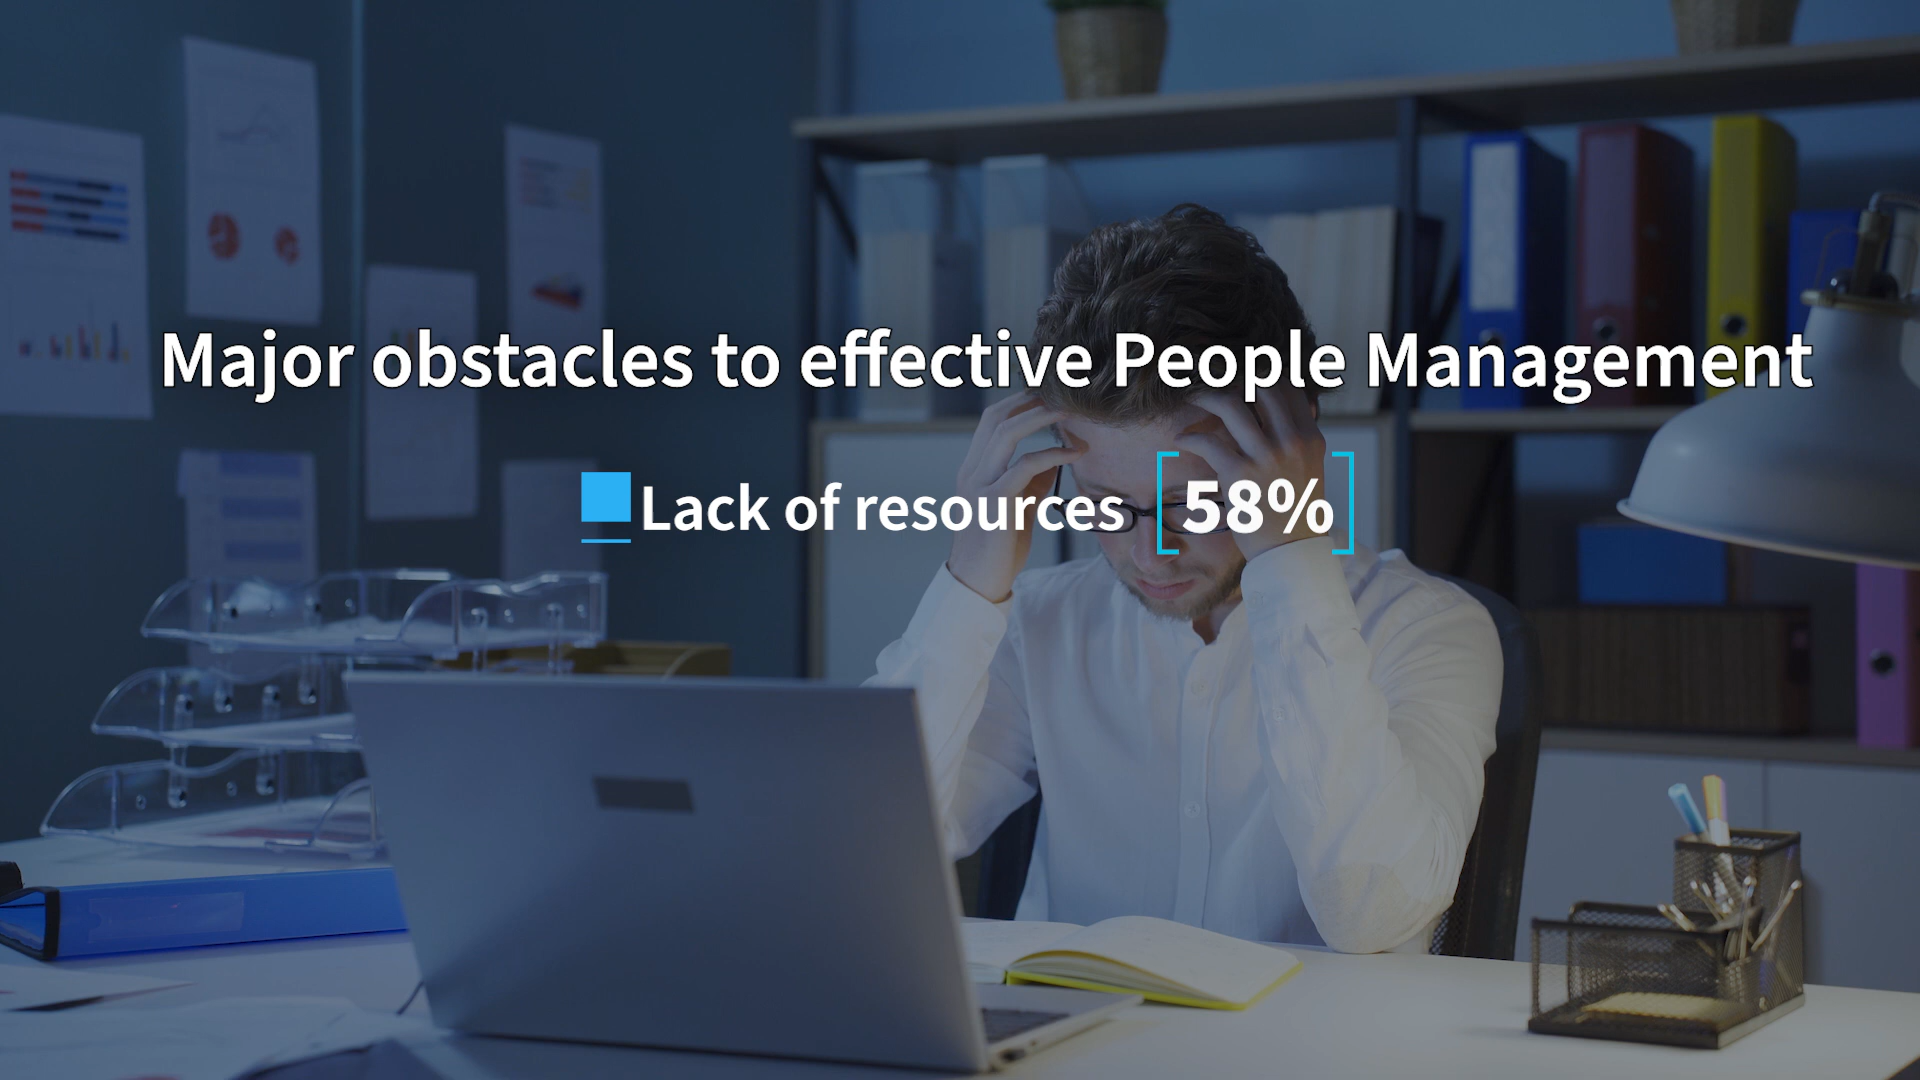 Major obstacles to effective People Management
Lack of resources [58%]